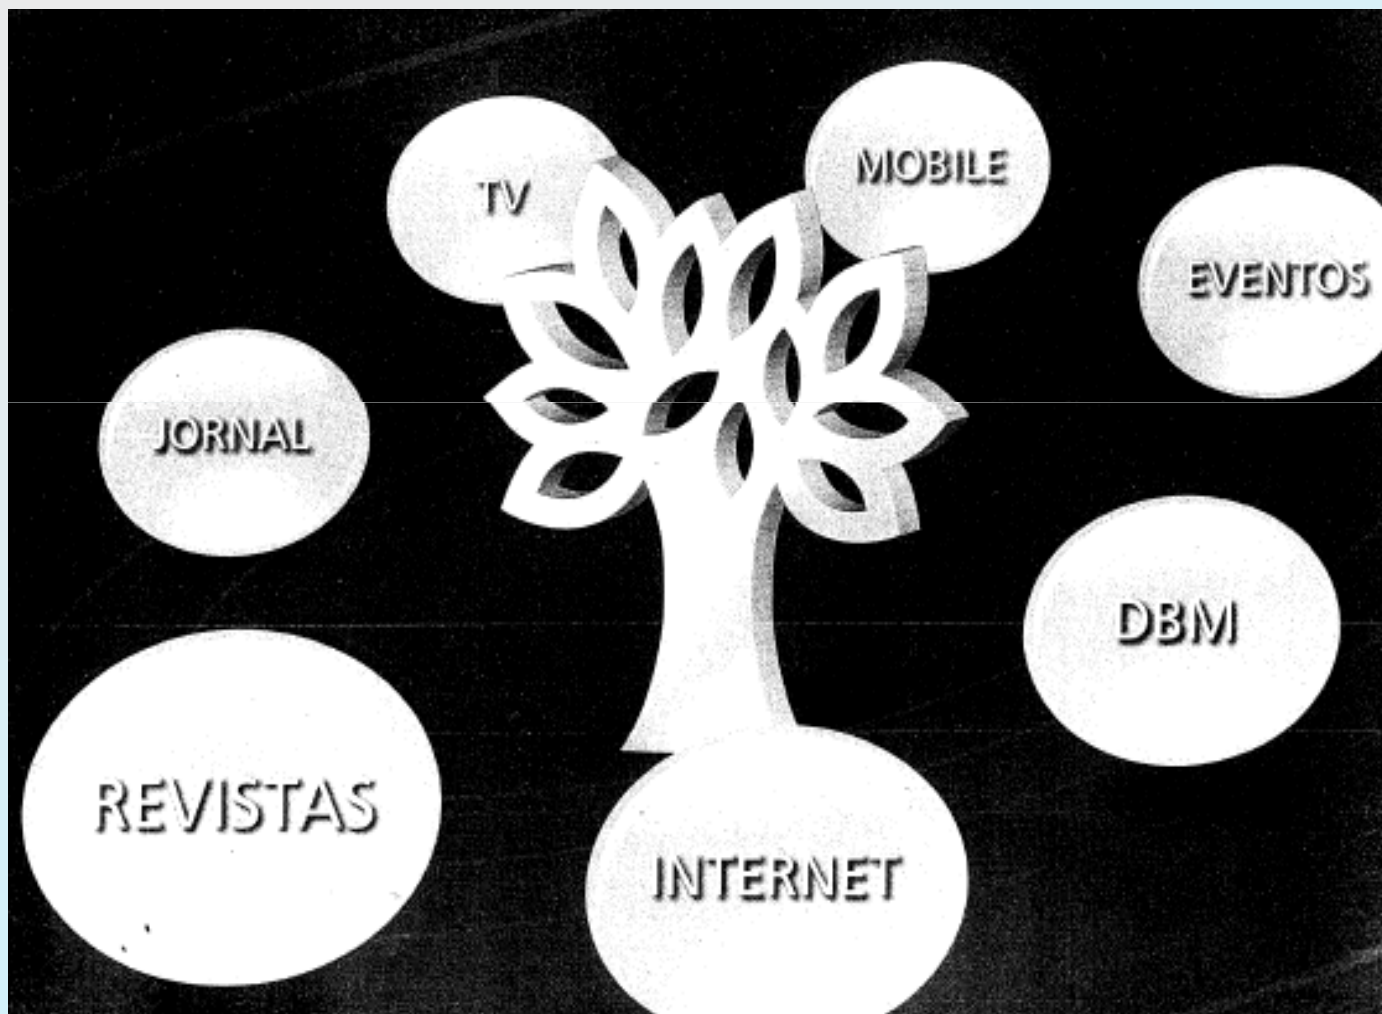 TV
MOBILE
EVENTOS
JORNAL
DBM
REVISTAS
INTERNET